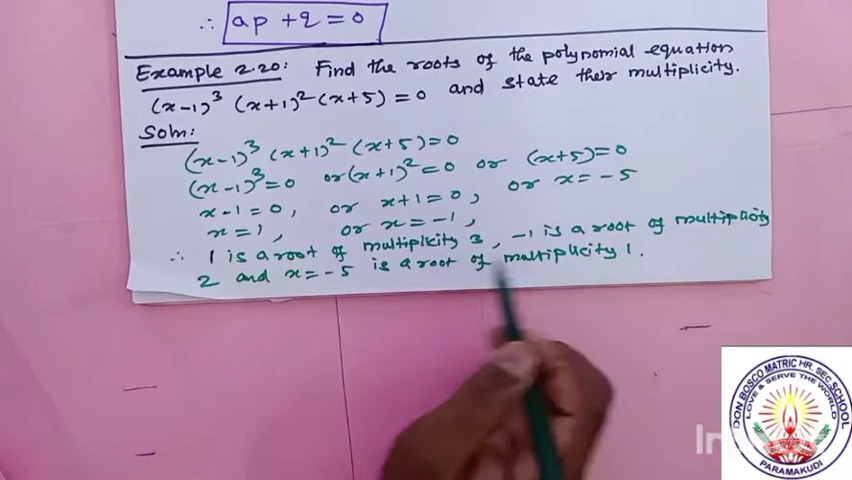 ∴ ap + q = 0
Example 2.20: Find the roots of the polynomial equation
(x-1)³ (x+1)² (x+5) = 0 and state their multiplicity.
Soln:
(x-1)³ (x+1)² (x+5) = 0
(x-1)³ = 0 or (x+1)² = 0 or (x+5) = 0
x-1 = 0, or x+1 = 0, or x = -5
x = 1, or x = -1,
∴ 1 is a root of multiplicity 3, -1 is a root of multiplicity
2 and x = -5 is a root of multiplicity 1.
DON BOSCO MATRIC HR. SEC SCHOOL
LOVE & SERVE THE WORLD
PARAMAKUDI